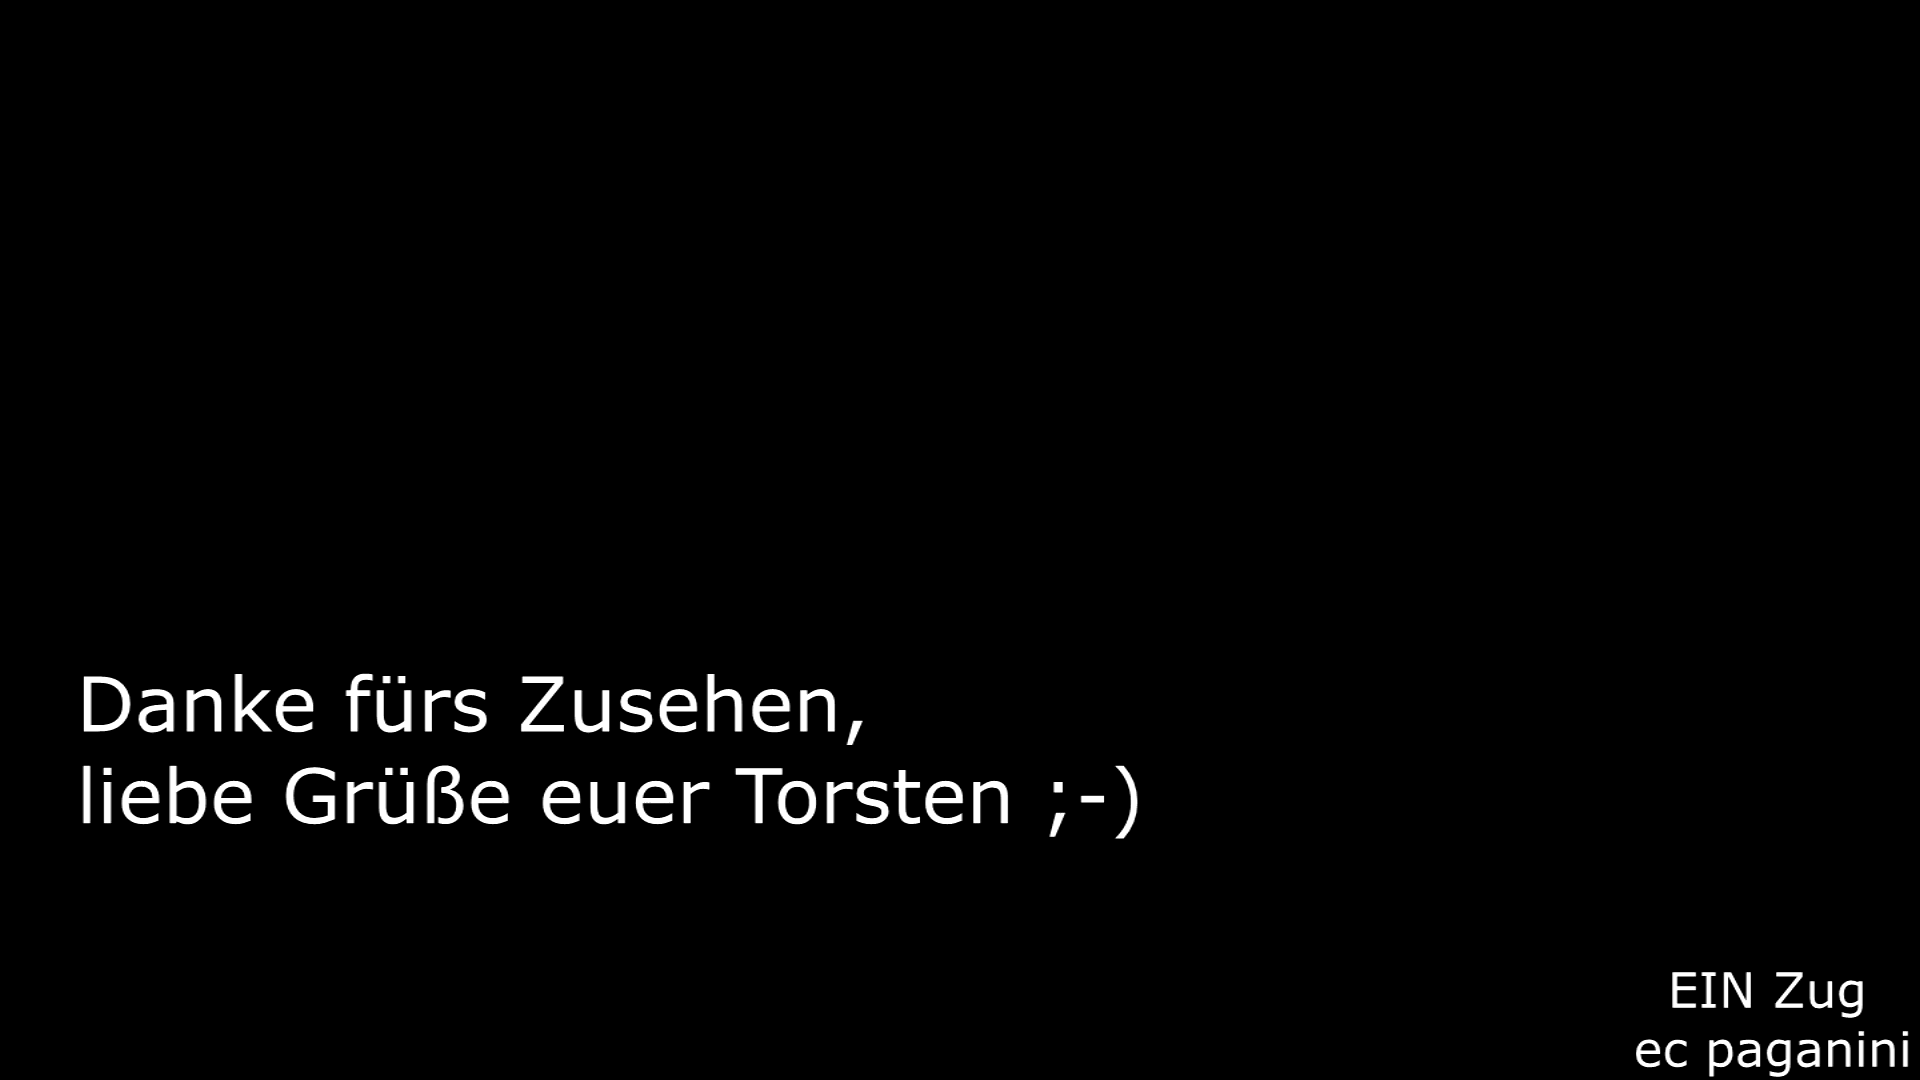 Danke fürs Zusehen,
liebe Grüße euer Torsten ;-)
EIN Zug
ec paganini